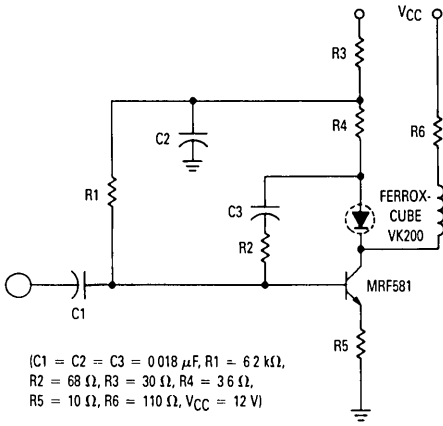 VCC
R3
R4
R6
C2
R1
C3
R2
FERROX-
CUBE
VK200
MRF581
C1
R5
(C1 = C2 = C3 = 0 018 μF, R1 = 6 2 kΩ,
R2 = 68 Ω, R3 = 30 Ω, R4 = 3 6 Ω,
R5 = 10 Ω, R6 = 110 Ω, VCC = 12 V)